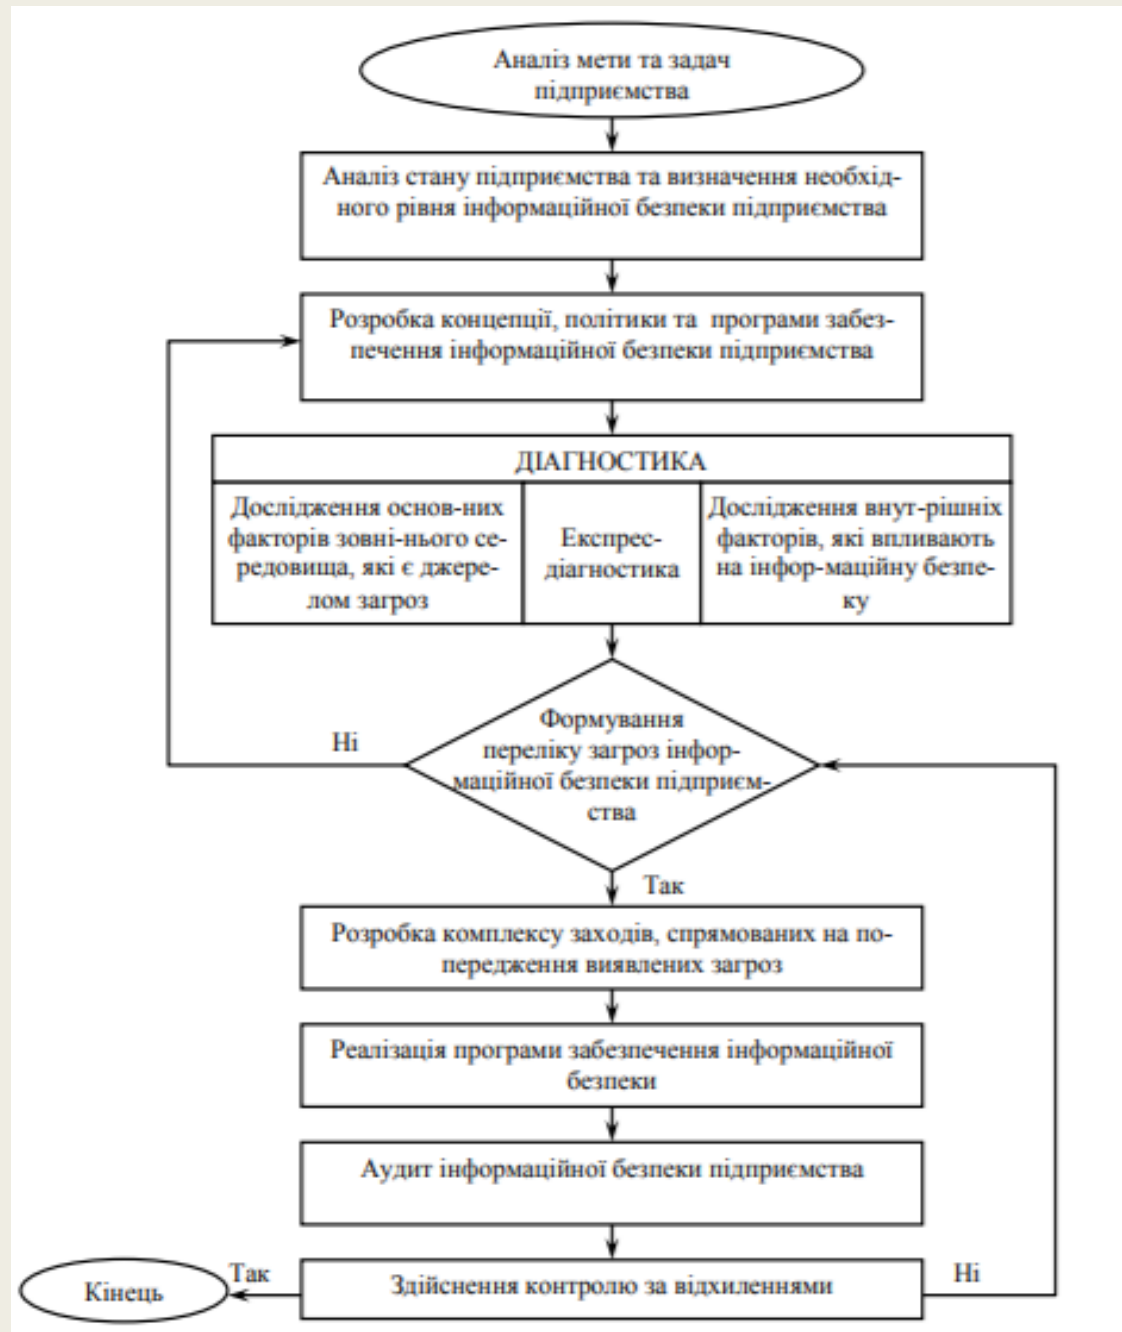 Аналіз мети та задач
підприємства
Аналіз стану підприємства та визначення необхід-
ного рівня інформаційної безпеки підприємства
Розробка концепції, політики та програми забез-
печення інформаційної безпеки підприємства
ДІАГНОСТИКА
Дослідження основ-них
факторів зовні-нього се-
редовища, які є джере-
лом загроз
Експрес-
діагностика
Дослідження внут-рішніх
факторів, які впливають
на інфор-маційну безпе-
ку
Формування
переліку загроз інфор-
маційної безпеки підприєм-
ства
Ні
Так
Розробка комплексу заходів, спрямованих на по-
передження виявлених загроз
Реалізація програми забезпечення інформаційної
безпеки
Аудит інформаційної безпеки підприємства
Здійснення контролю за відхиленнями
Так
Ні
Кінець